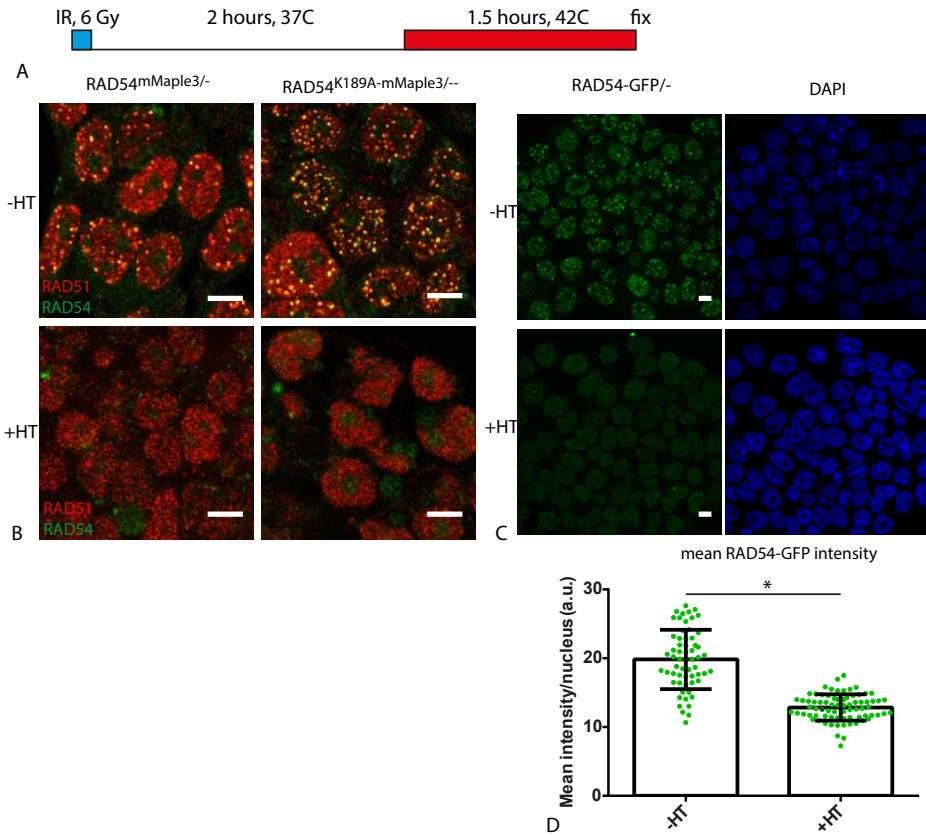 IR, 6 Gy 2 hours, 37C 1.5 hours, 42C fix
A
RAD54mMaple3/- RAD54K189A-mMaple3/--
-HT
RAD51
RAD54
+HT
RAD51
RAD54
B
RAD54-GFP/- DAPI
-HT
+HT
C
mean RAD54-GFP intensity
*
Mean intensity/nucleus (a.u.)
30
20
10
0
-HT +HT
D